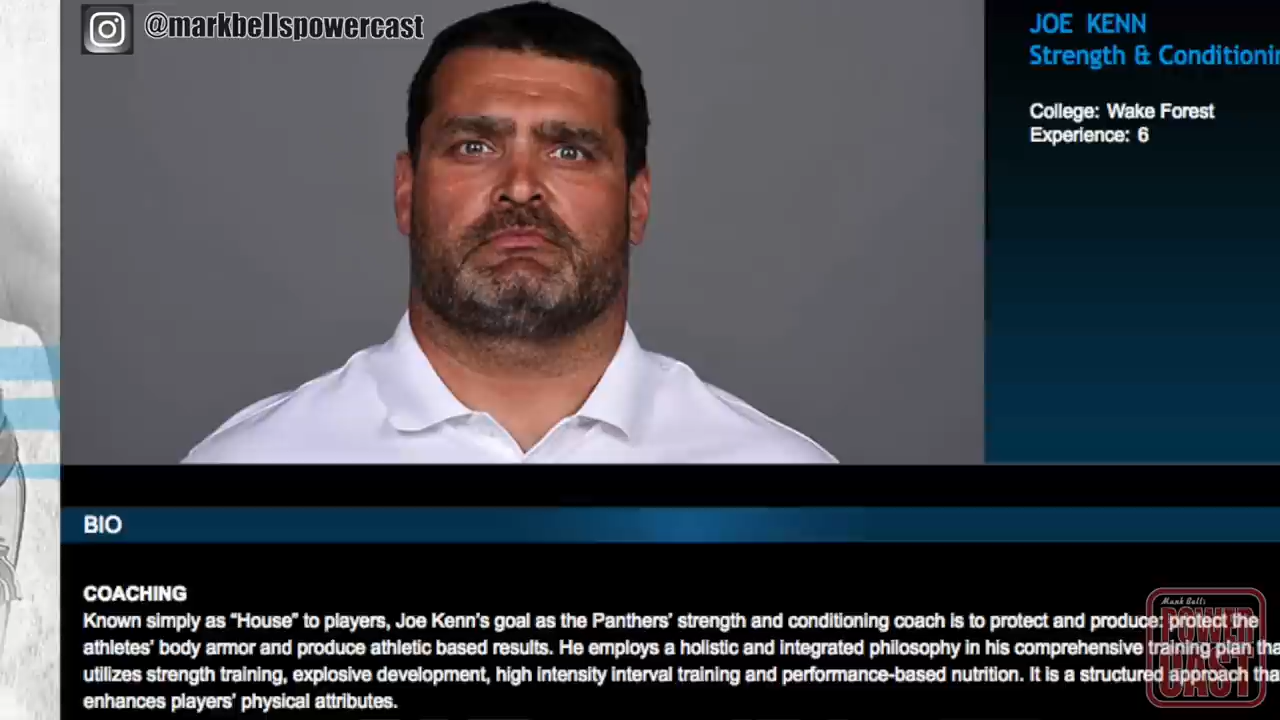 @markbellspowercast
JOE KENN
Strength & Conditionin
College: Wake Forest
Experience: 6
BIO
COACHING
Known simply as “House” to players, Joe Kenn’s goal as the Panthers’ strength and conditioning coach is to protect and produce: protect the
athletes’ body armor and produce athletic based results. He employs a holistic and integrated philosophy in his comprehensive training plan tha
utilizes strength training, explosive development, high intensity interval training and performance-based nutrition. It is a structured approach tha
enhances players’ physical attributes.
Mark Bell's
POWER
CAST